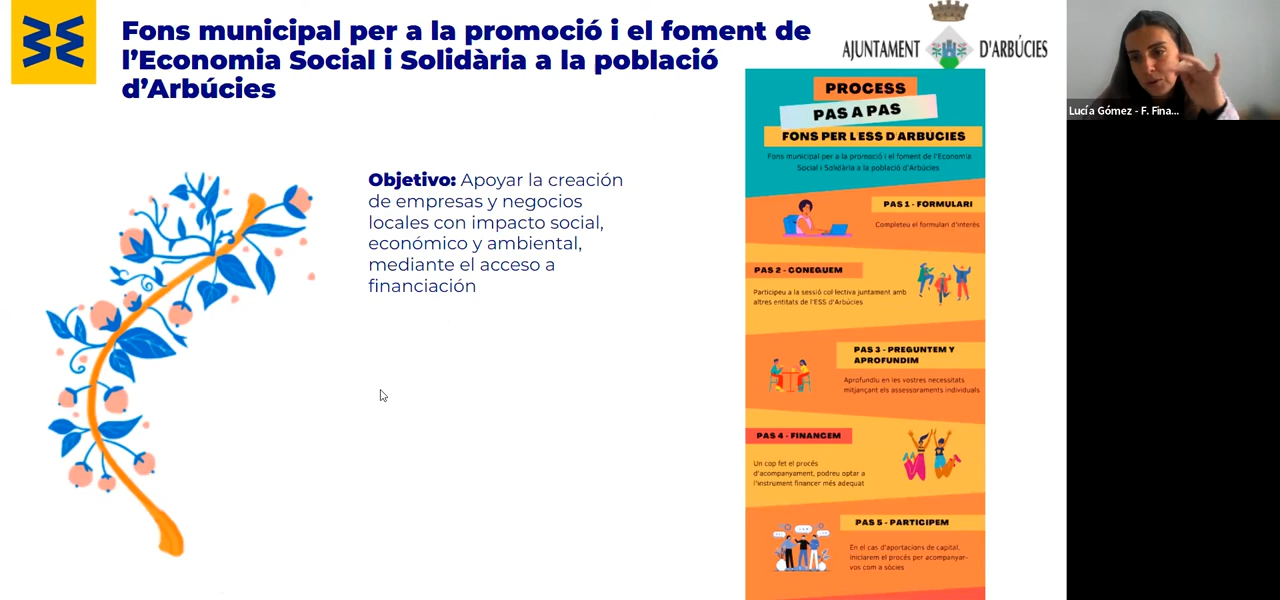 Fons municipal per a la promoció i el foment de
l'Economia Social i Solidària a la població
d'Arbúcies
AJUNTAMENT D'ARBÚCIES
Objetivo: Apoyar la creación
de empresas y negocios
locales con impacto social,
económico y ambiental,
mediante el acceso a
financiación
PROCESS
PAS A PAS
FONS PER L ESS D ARBÚCIES
Fons municipal per a la promoció i el foment de l'Economia
Social i Solidària a la població d'Arbúcies
PAS 1 - FORMULARI
Completeu el formulari d'interès
PAS 2 - CONEGUEM
Participeu a la sessió col·lectiva juntament amb
altres entitats de l'ESS d'Arbúcies
PAS 3 - PREGUNTEM Y
APROFUNDIM
Aprofundiu en les vostres necessitats
mitjançant els assessoraments individuals
PAS 4 - FINANCEM
Un cop fet el procés
d'acompanyament, podreu optar a
l'instrument financer més adequat
PAS 5 - PARTICIPEM
En el cas d'aportacions de capital,
iniciarem el procés per acompanyar-
vos com a sòcies
Lucía Gómez - F. Fina...